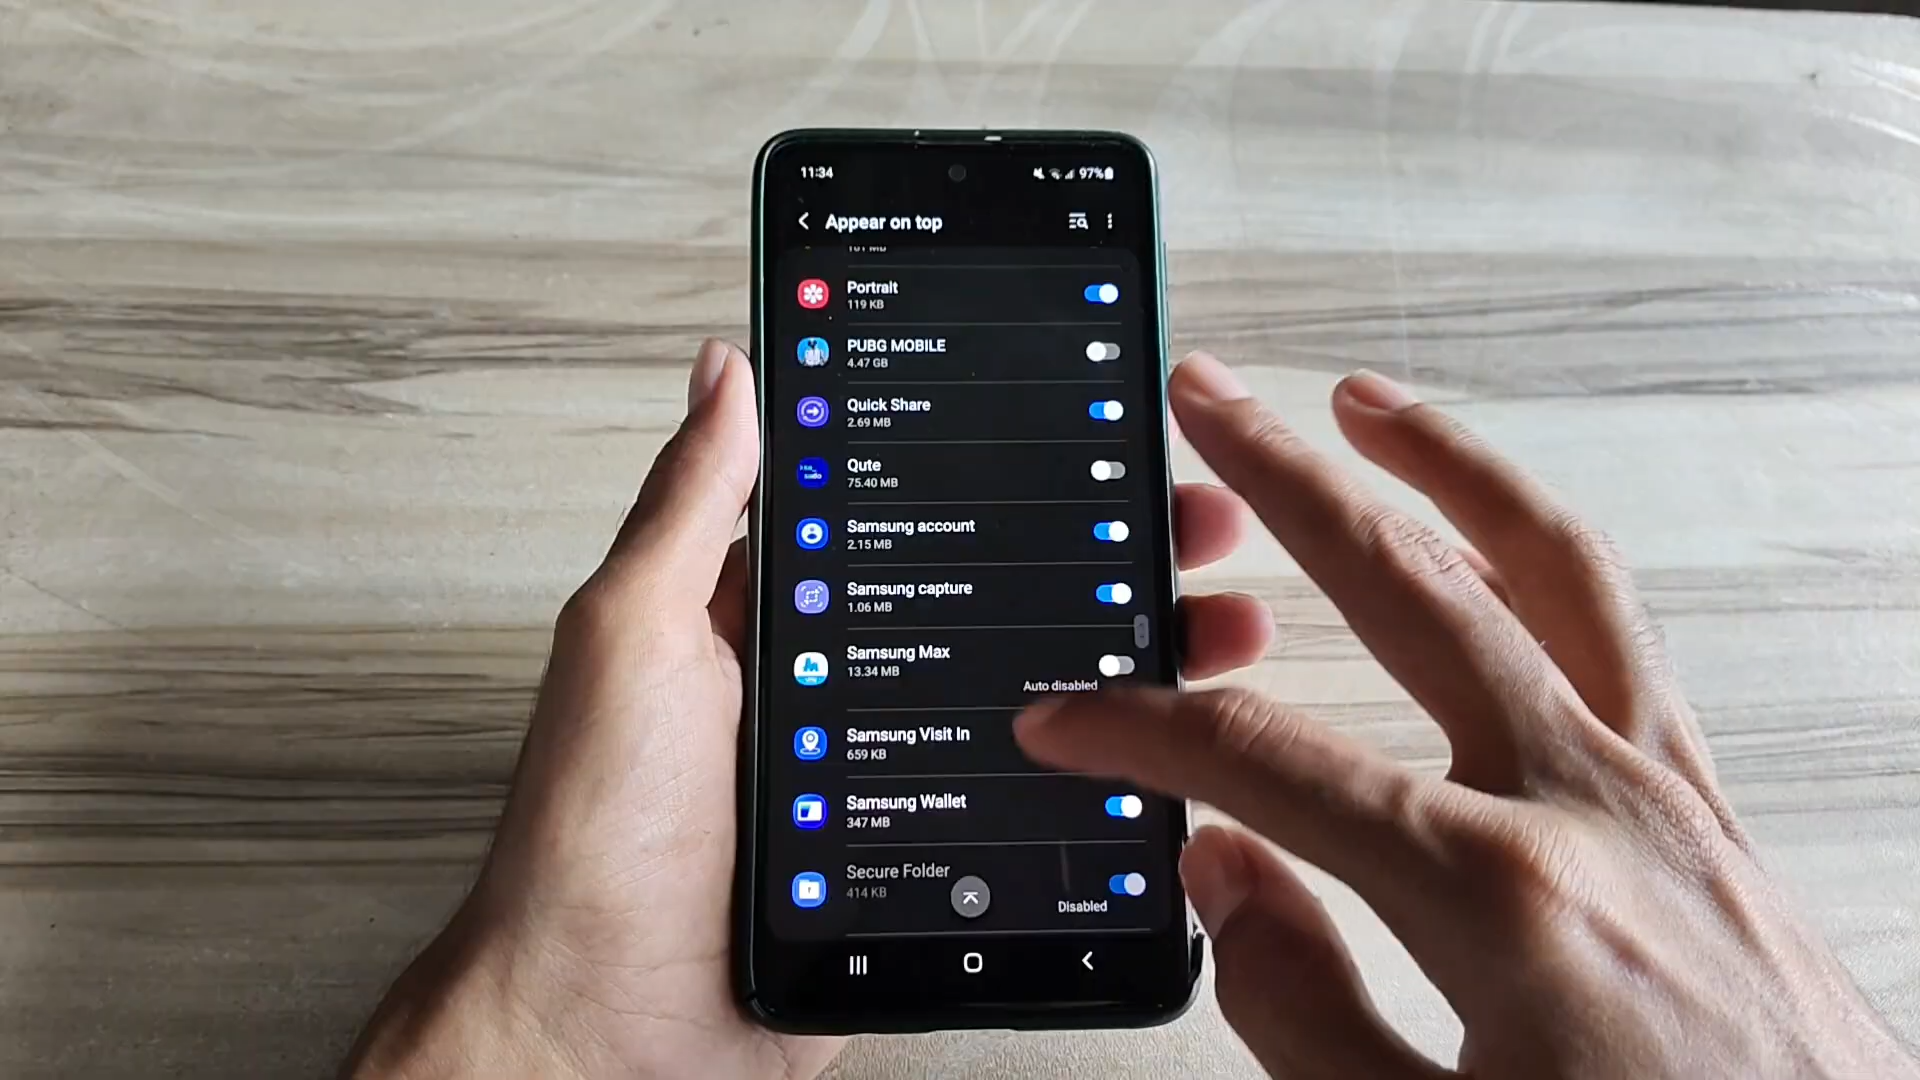 11:34
97%
Appear on top
Portrait
119 KB
PUBG MOBILE
4.47 GB
Quick Share
2.69 MB
Qute
75.40 MB
Samsung account
2.15 MB
Samsung capture
1.06 MB
Samsung Max
13.34 MB
Auto disabled
Samsung Visit In
659 KB
Samsung Wallet
347 MB
Secure Folder
414 KB
Disabled